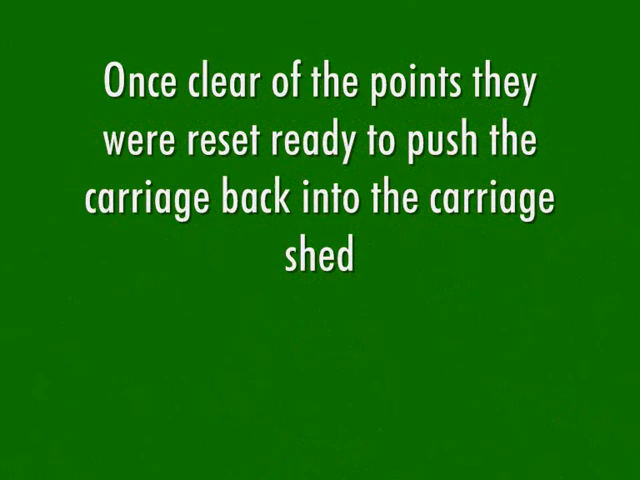 Once clear of the points they
were reset ready to push the
carriage back into the carriage
shed